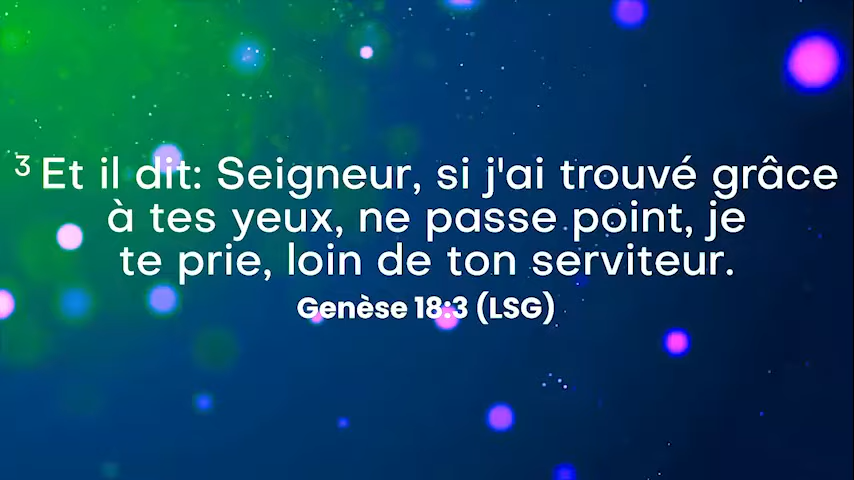 3 Et il dit: Seigneur, si j'ai trouvé grâce
à tes yeux, ne passe point, je
te prie, loin de ton serviteur.
Genèse 18:3 (LSG)